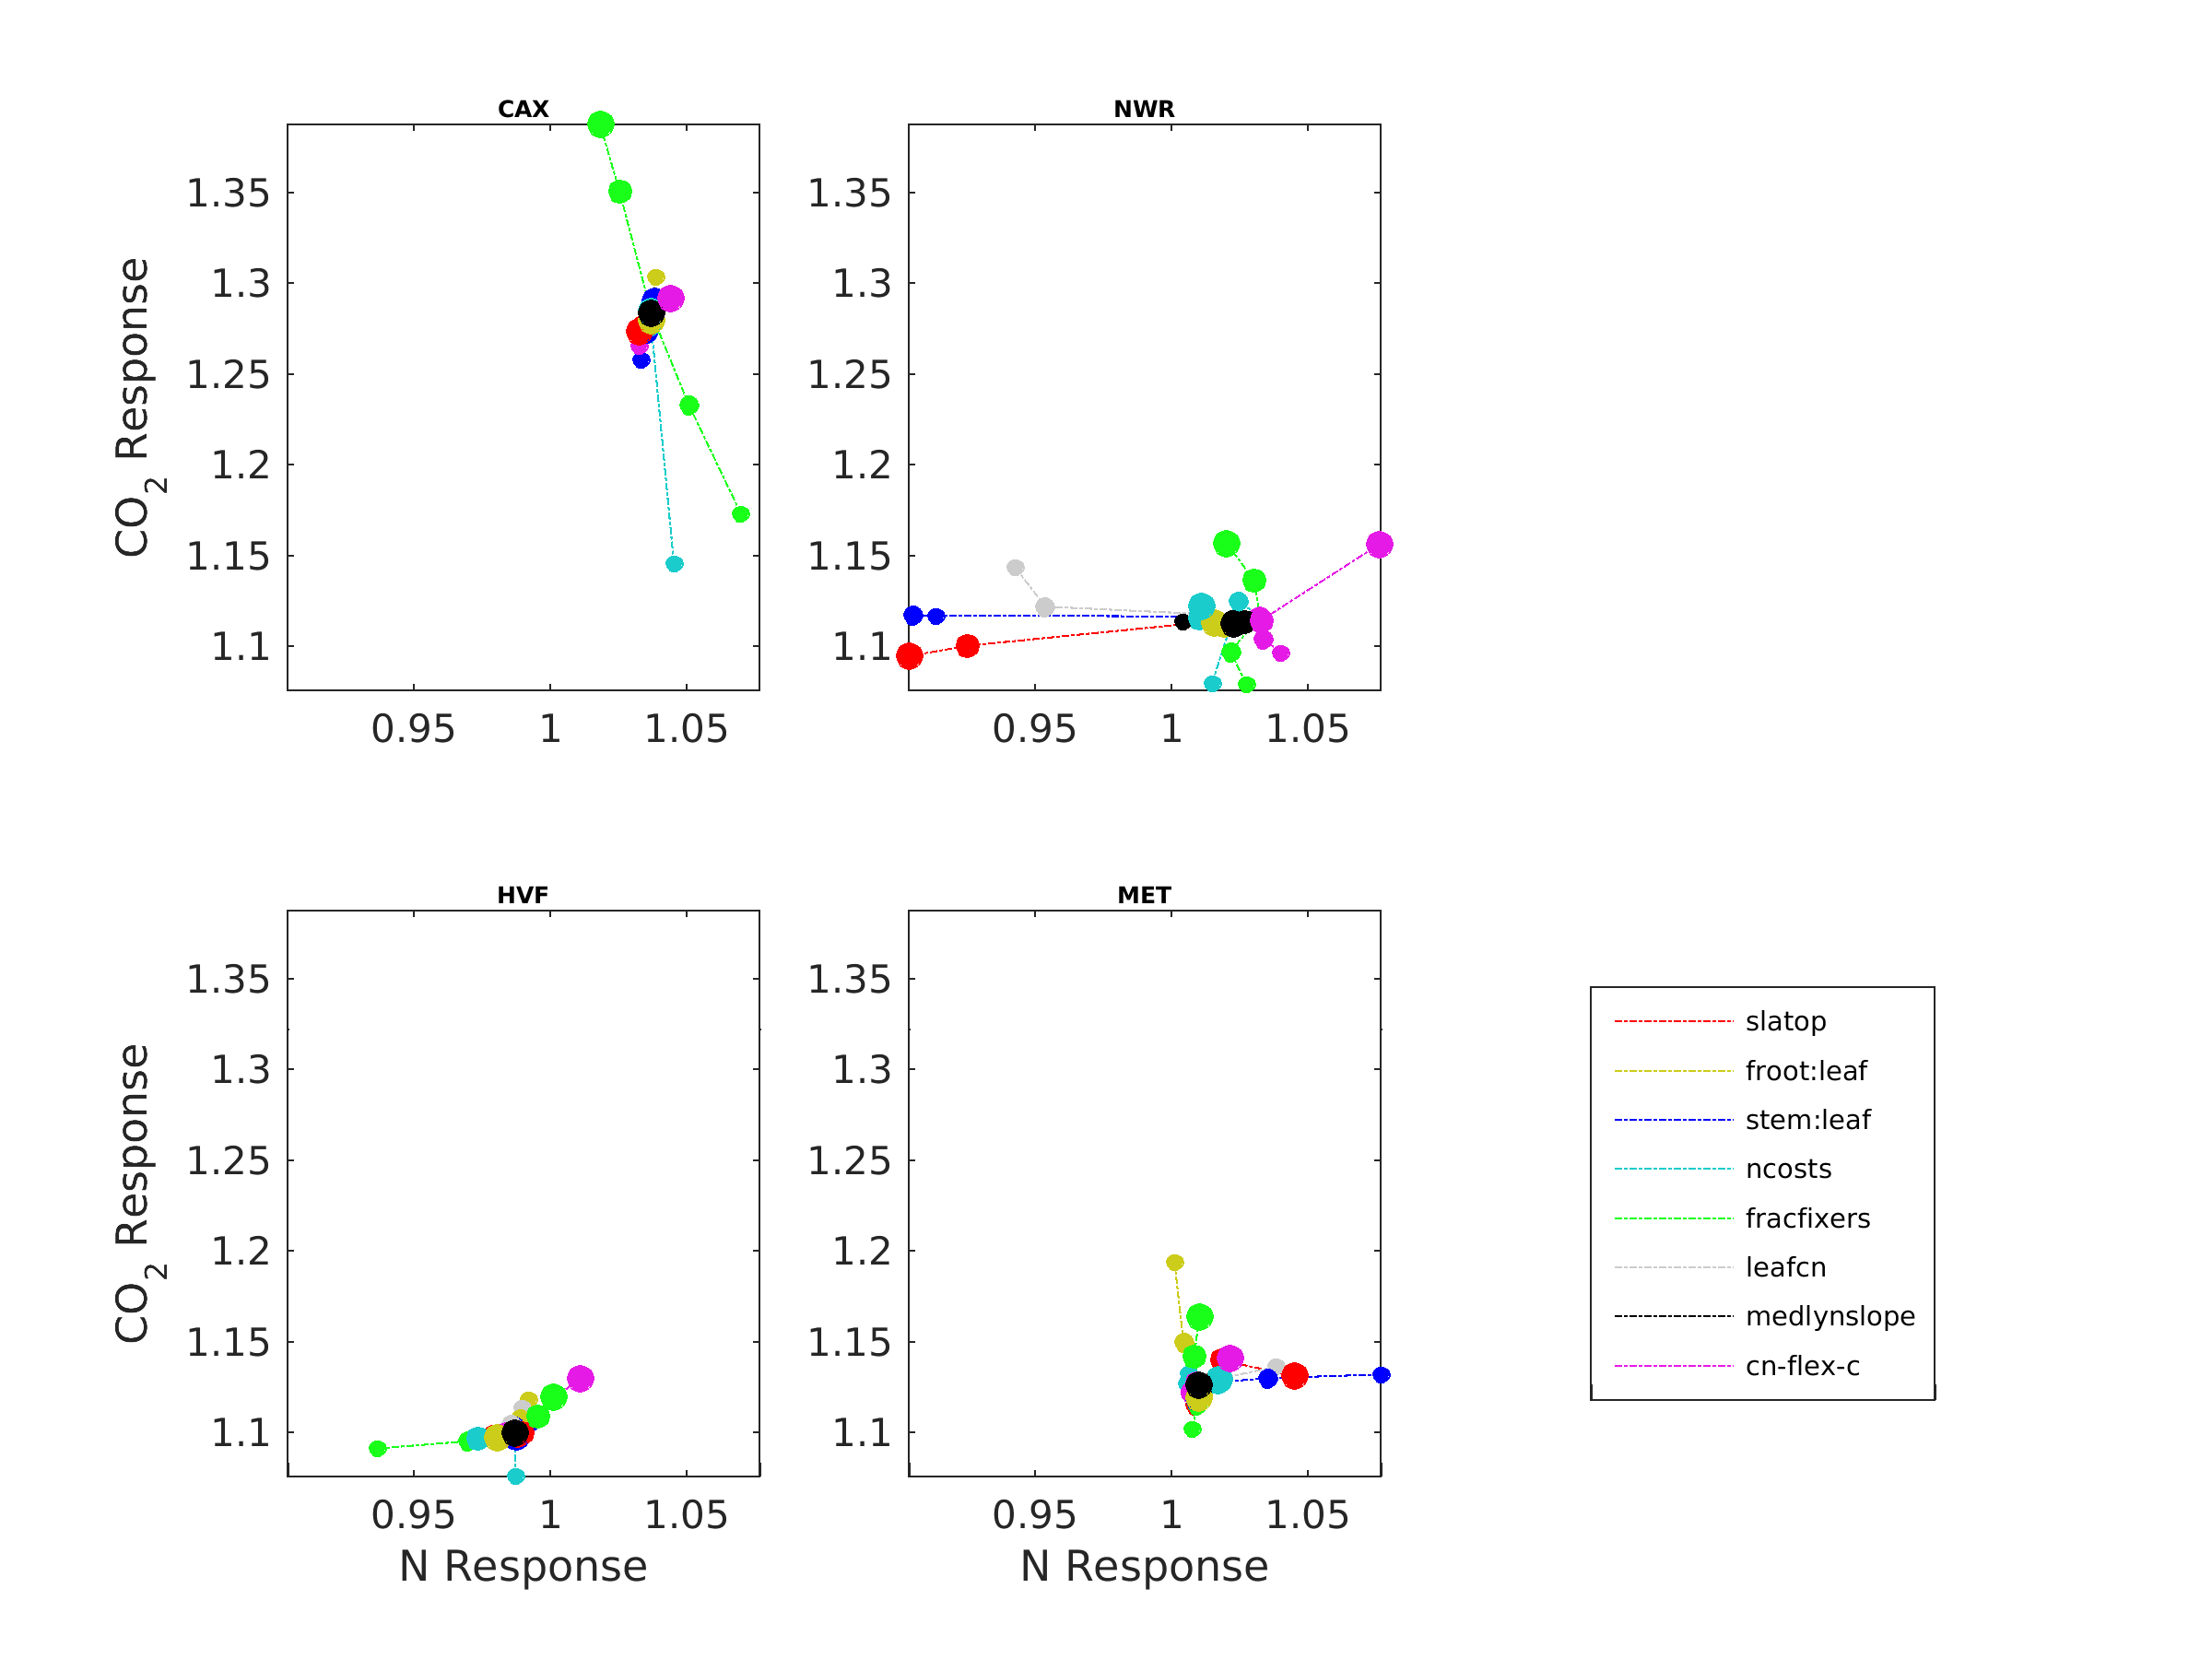 CAX
NWR
1.35
1.3
1.25
1.2
1.15
1.1
CO2 Response
0.95 1 1.05
1.35
1.3
1.25
1.2
1.15
1.1
0.95 1 1.05
HVF
MET
1.35
1.3
1.25
1.2
1.15
1.1
CO2 Response
0.95 1 1.05
N Response
1.35
1.3
1.25
1.2
1.15
1.1
0.95 1 1.05
N Response
slatop
froot:leaf
stem:leaf
ncosts
fracfixers
leafcn
medlynslope
cn-flex-c